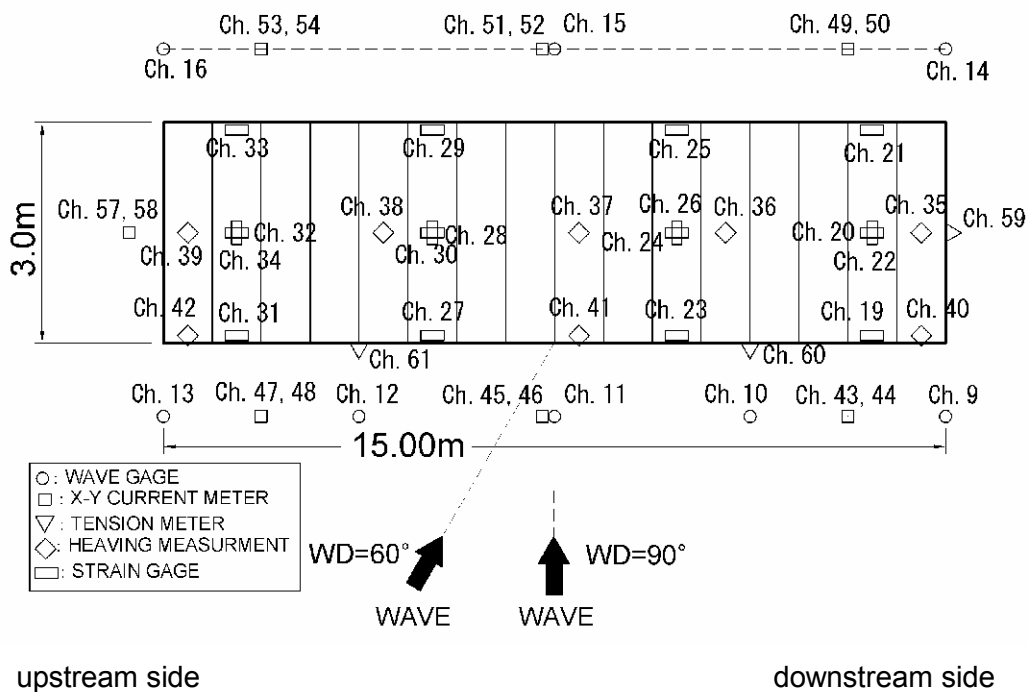 Ch. 53, 54
Ch. 51, 52
Ch. 15
Ch. 49, 50
Ch. 16
Ch. 14
Ch. 33
Ch. 29
Ch. 25
Ch. 21
Ch. 57, 58
Ch. 38
Ch. 37
Ch. 26
Ch. 36
Ch. 35
Ch. 59
3.0m
Ch. 32
Ch. 28
Ch. 24
Ch. 20
Ch. 39
Ch. 34
Ch. 30
Ch. 22
Ch. 42
Ch. 31
Ch. 27
Ch. 41
Ch. 23
Ch. 19
Ch. 40
Ch. 61
Ch. 60
Ch. 13
Ch. 47, 48
Ch. 12
Ch. 45, 46
Ch. 11
Ch. 10
Ch. 43, 44
Ch. 9
15.00m
: WAVE GAGE
: X-Y CURRENT METER
: TENSION METER
: HEAVING MEASURMENT
: STRAIN GAGE
WD=60°
WD=90°
WAVE
WAVE
upstream side
downstream side